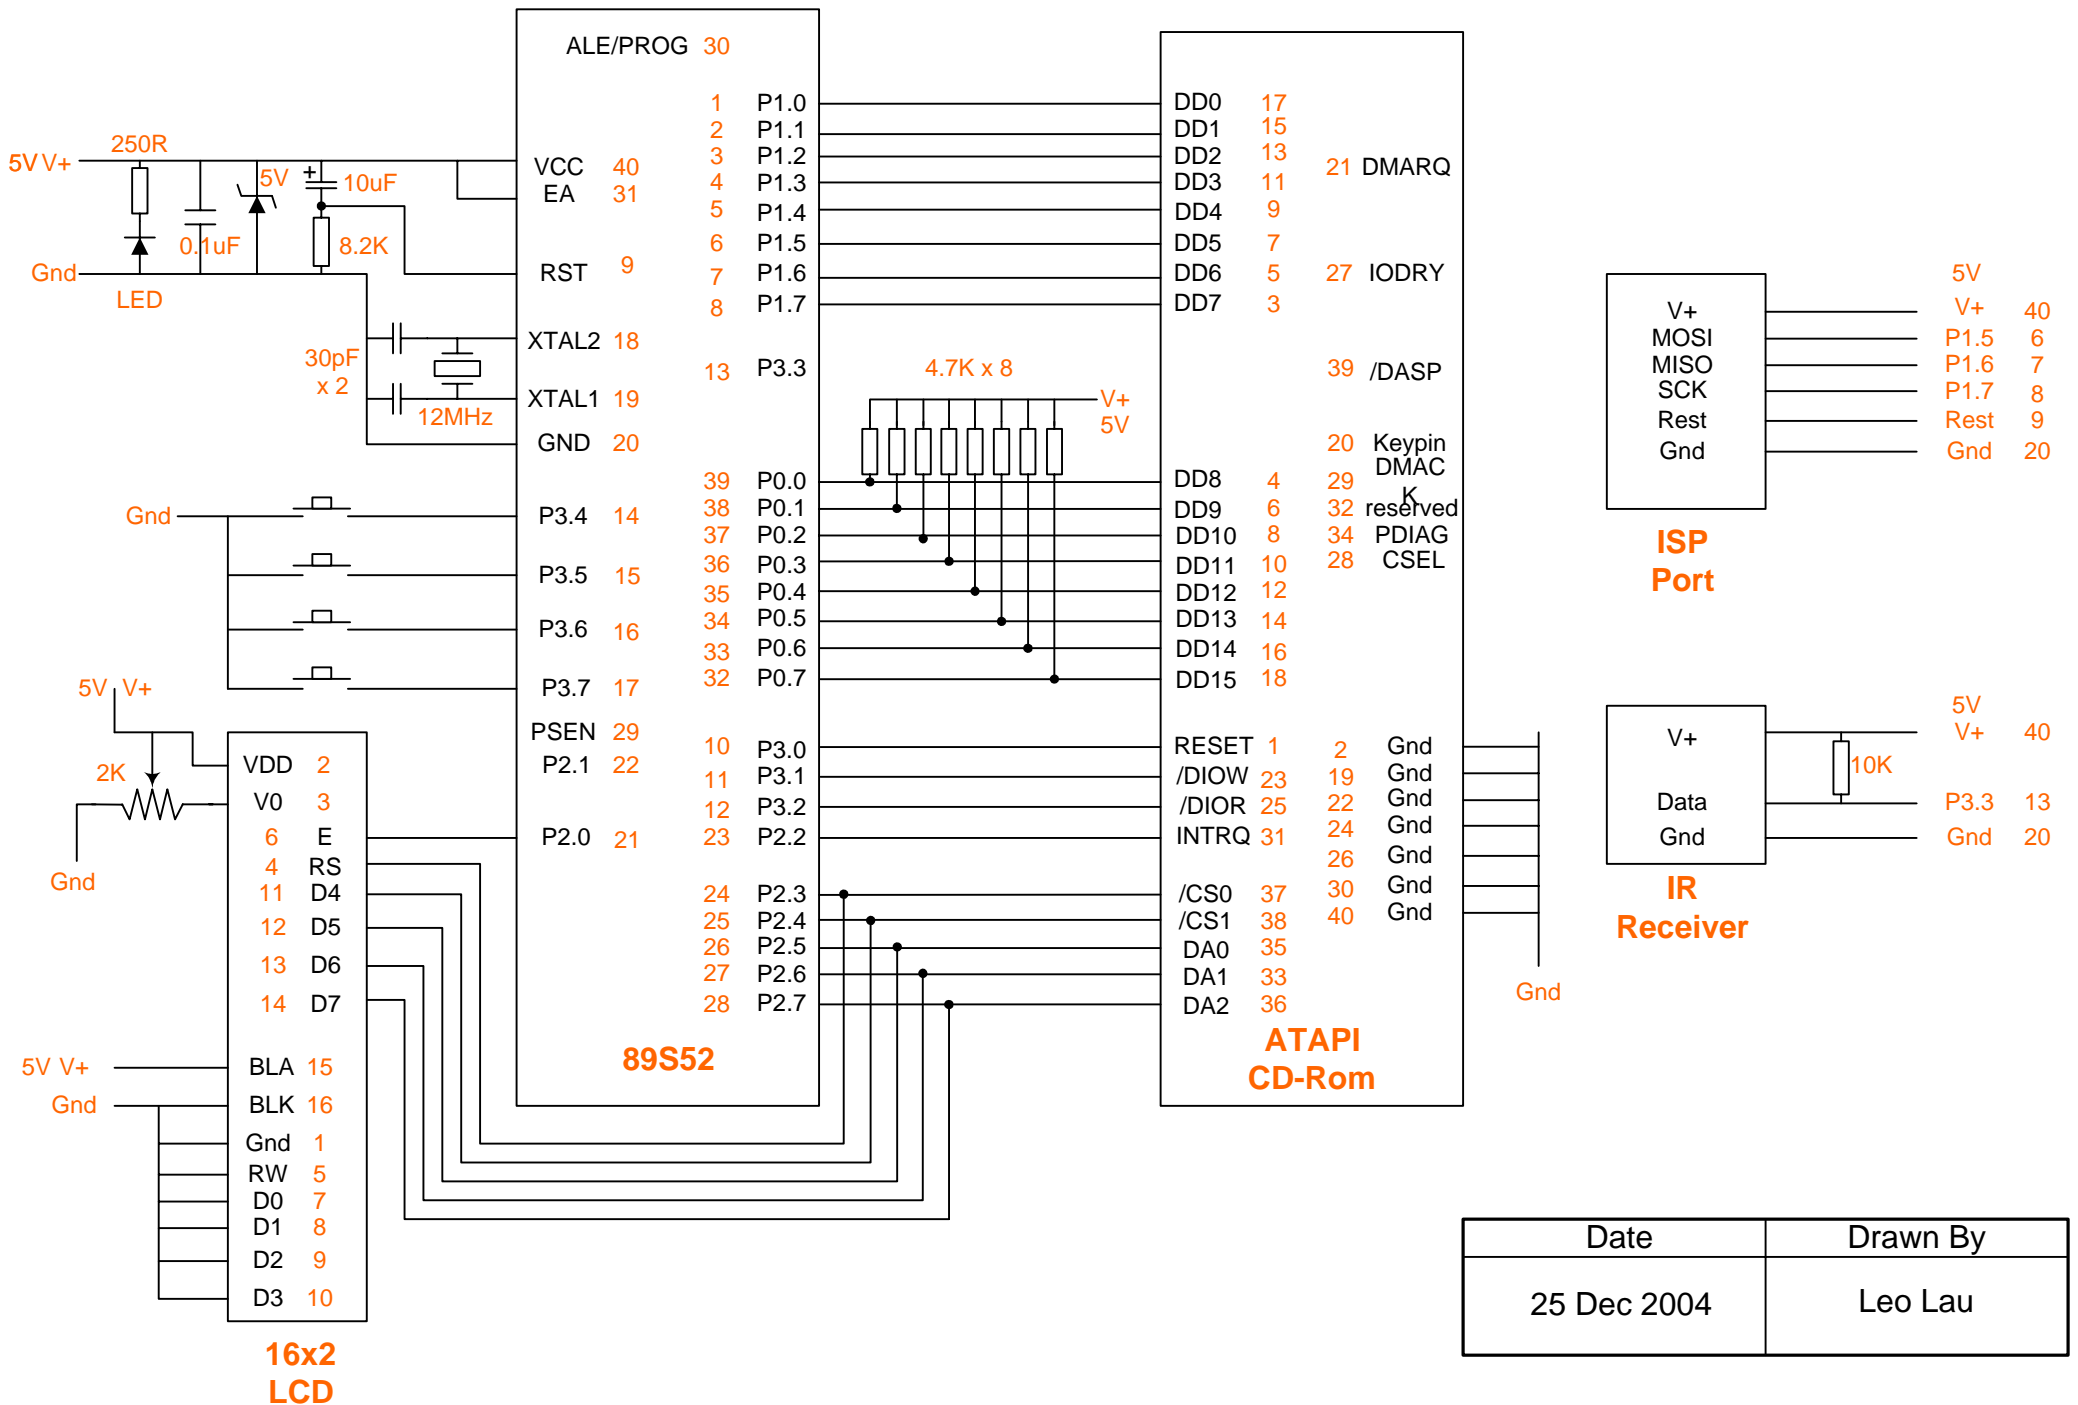 5V V+
250R
5V
10uF
0.1uF
8.2K
Gnd
LED
30pF
x 2
12MHz
Gnd
5V V+
2K
Gnd
5V V+
Gnd
ALE/PROG 30
VCC 40
EA 31
RST 9
XTAL2 18
XTAL1 19
GND 20
P3.4 14
P3.5 15
P3.6 16
P3.7 17
PSEN 29
P2.1 22
P2.0 21
1 P1.0
2 P1.1
3 P1.2
4 P1.3
5 P1.4
6 P1.5
7 P1.6
8 P1.7
13 P3.3
39 P0.0
38 P0.1
37 P0.2
36 P0.3
35 P0.4
34 P0.5
33 P0.6
32 P0.7
10 P3.0
11 P3.1
12 P3.2
23 P2.2
24 P2.3
25 P2.4
26 P2.5
27 P2.6
28 P2.7
89S52
VDD 2
V0 3
6 E
4 RS
11 D4
12 D5
13 D6
14 D7
BLA 15
BLK 16
Gnd 1
RW 5
D0 7
D1 8
D2 9
D3 10
16x2
LCD
4.7K x 8
V+
5V
DD0 17
DD1 15
DD2 13
DD3 11
DD4 9
DD5 7
DD6 5
DD7 3
DD8 4
DD9 6
DD10 8
DD11 10
DD12 12
DD13 14
DD14 16
DD15 18
RESET 1
/DIOW 23
/DIOR 25
INTRQ 31
/CS0 37
/CS1 38
DA0 35
DA1 33
DA2 36
21 DMARQ
27 IODRY
39 /DASP
20 Keypin
29 DMAC
K
32 reserved
34 PDIAG
28 CSEL
2 Gnd
19 Gnd
22 Gnd
24 Gnd
26 Gnd
30 Gnd
40 Gnd
Gnd
ATAPI
CD-Rom
5V
V+ V+ 40
MOSI P1.5 6
MISO P1.6 7
SCK P1.7 8
Rest Rest 9
Gnd Gnd 20
ISP
Port
5V
V+ V+ 40
10K
Data P3.3 13
Gnd Gnd 20
IR
Receiver
Date Drawn By
25 Dec 2004 Leo Lau